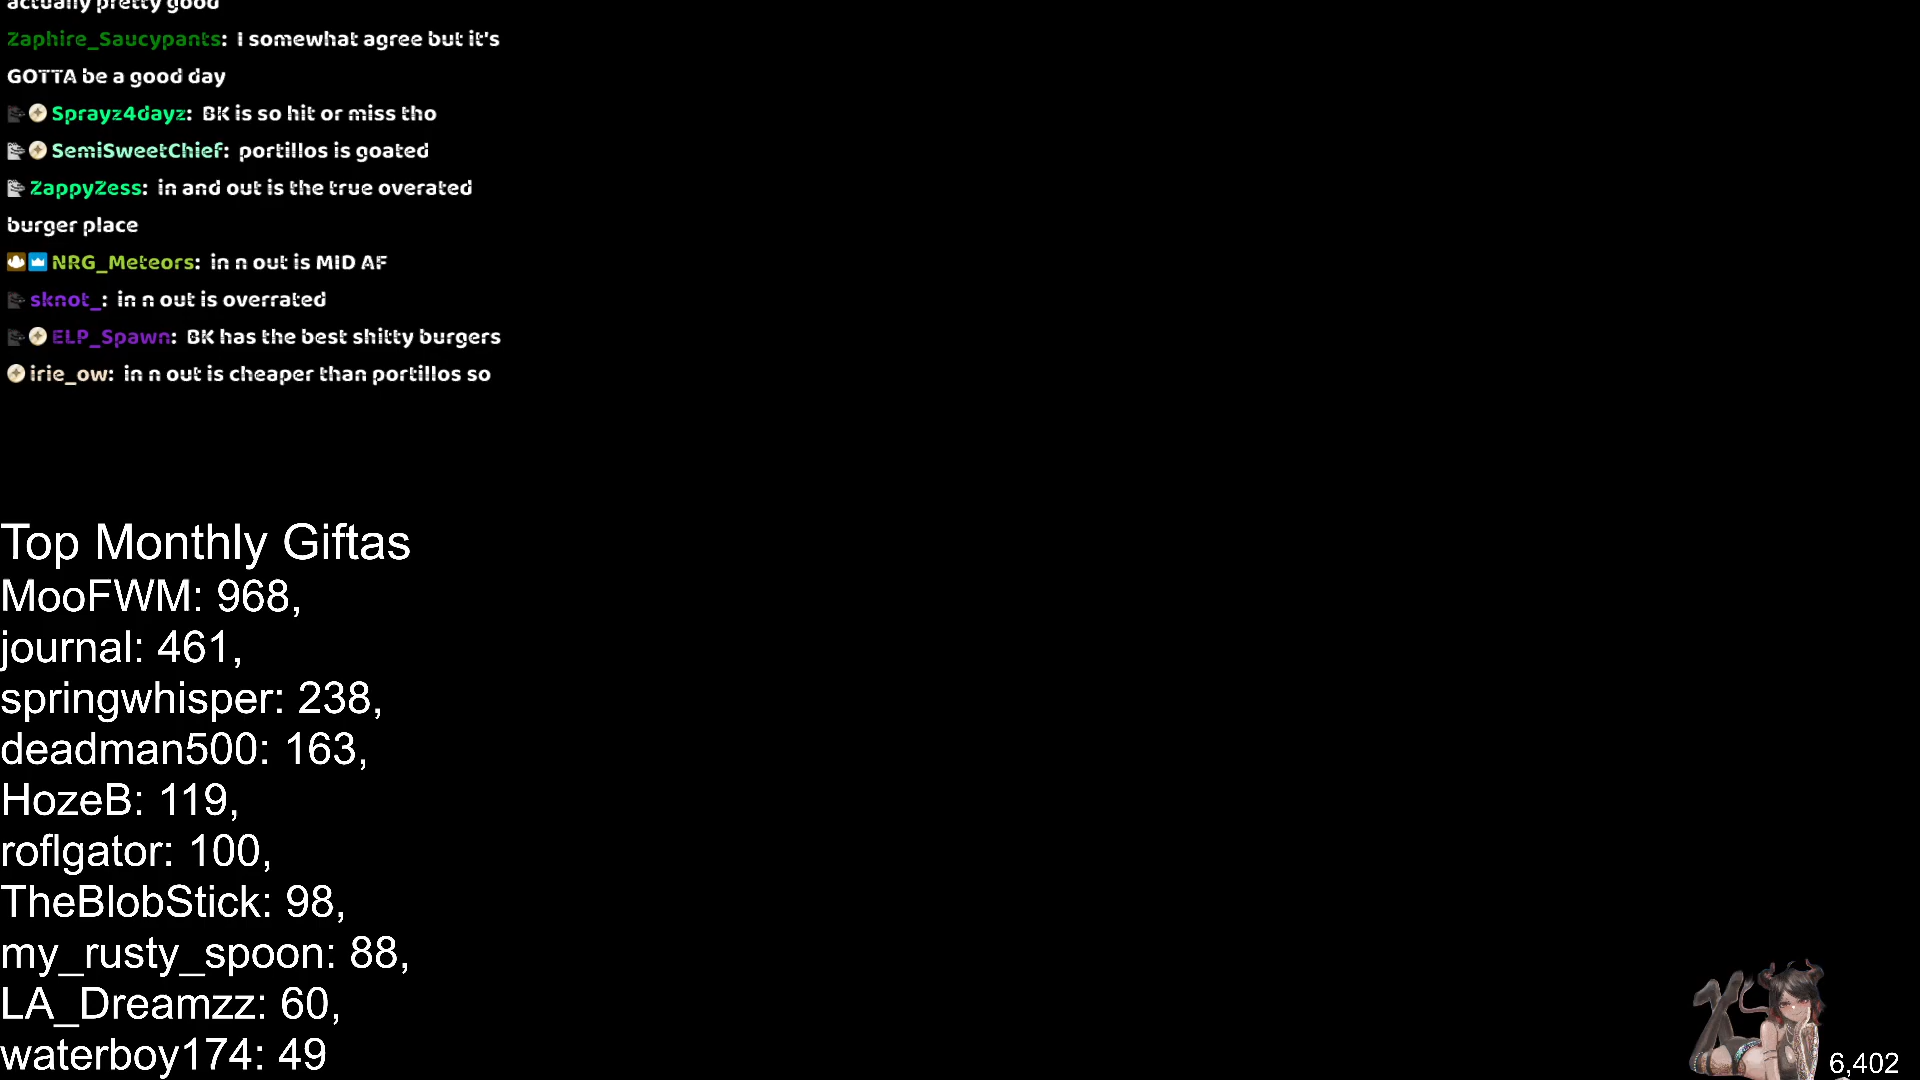 actually pretty good
Zaphire_Saucypants: I somewhat agree but it's
GOTTA be a good day
Sprayz4dayz: BK is so hit or miss tho
SemiSweetChief: portillos is goated
ZappyZess: in and out is the true overated
burger place
NRG_Meteors: in n out is MID AF
sknot_: in n out is overrated
ELP_Spawn: BK has the best shitty burgers
irie_ow: in n out is cheaper than portillos so
Top Monthly Giftas
MooFWM: 968,
journal: 461,
springwhisper: 238,
deadman500: 163,
HozeB: 119,
roflgator: 100,
TheBlobStick: 98,
my_rusty_spoon: 88,
LA_Dreamzz: 60,
waterboy174: 49
6,402